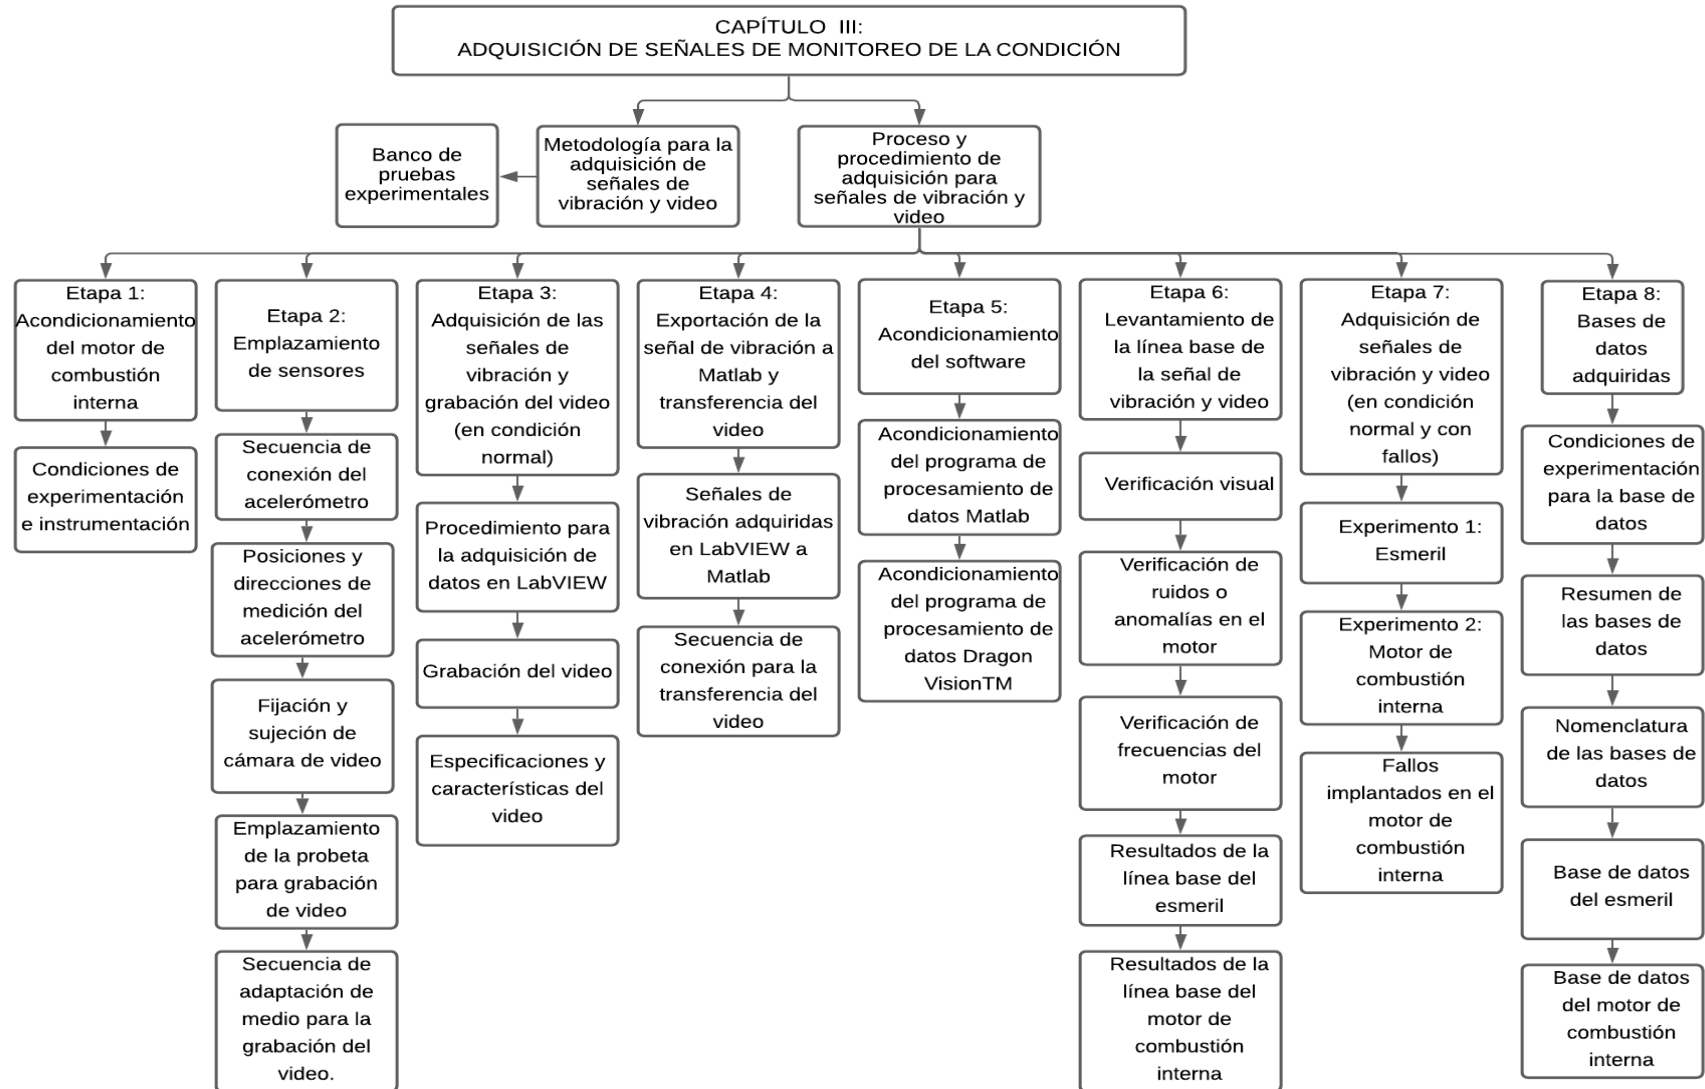 CAPÍTULO III:
ADQUISICIÓN DE SEÑALES DE MONITOREO DE LA CONDICIÓN
Banco de
pruebas
experimentales
Metodología para la
adquisición de
señales de
vibración y video
Proceso y
procedimiento de
adquisición para
señales de vibración y
video
Etapa 1:
Acondicionamiento
del motor de
combustión
interna
Condiciones de
experimentación
e instrumentación
Etapa 2:
Emplazamiento
de sensores
Secuencia de
conexión del
acelerómetro
Posiciones y
direcciones de
medición del
acelerómetro
Fijación y
sujeción de
cámara de video
Emplazamiento
de la probeta
para grabación
de video
Secuencia de
adaptación de
medio para la
grabación del
video.
Etapa 3:
Adquisición de las
señales de
vibración y
grabación del video
(en condición
normal)
Procedimiento para
la adquisición de
datos en LabVIEW
Grabación del video
Especificaciones y
características del
video
Etapa 4:
Exportación de la
señal de vibración a
Matlab y
transferencia del
video
Señales de
vibración adquiridas
en LabVIEW a
Matlab
Secuencia de
conexión para la
transferencia del
video
Etapa 5:
Acondicionamiento
del software
Acondicionamiento
del programa de
procesamiento de
datos Matlab
Acondicionamiento
del programa de
procesamiento de
datos Dragon
VisionTM
Etapa 6:
Levantamiento de
la línea base de
la señal de
vibración y video
Verificación visual
Verificación de
ruidos o
anomalías en el
motor
Verificación de
frecuencias del
motor
Resultados de la
línea base del
esmeril
Resultados de la
línea base del
motor de
combustión
interna
Etapa 7:
Adquisición de
señales de
vibración y video
(en condición
normal y con
fallos)
Experimento 1:
Esmeril
Experimento 2:
Motor de
combustión
interna
Fallos
implantados en el
motor de
combustión
interna
Etapa 8:
Bases de
datos
adquiridas
Condiciones de
experimentación
para la base de
datos
Resumen de
las bases de
datos
Nomenclatura
de las bases de
datos
Base de datos
del esmeril
Base de datos
del motor de
combustión
interna